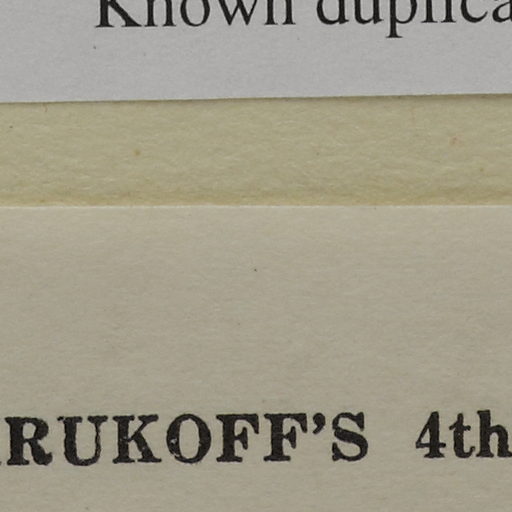 Known duplica
RUKOFF'S 4th